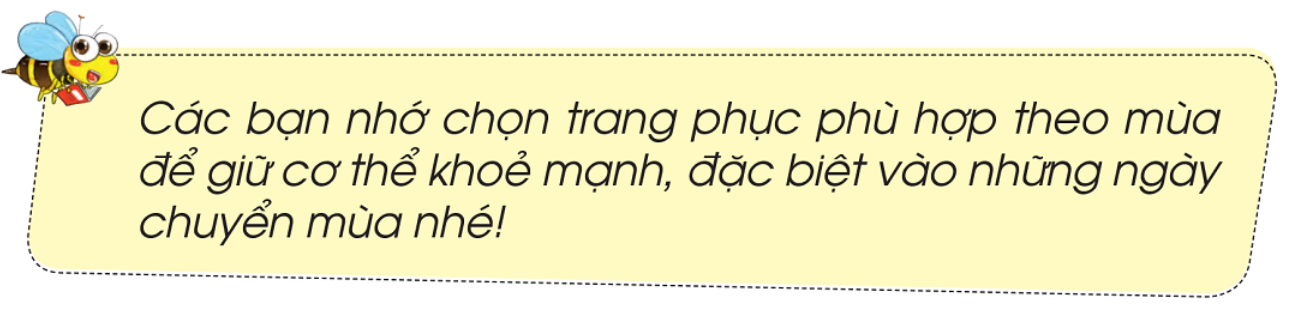 Các bạn nhớ chọn trang phục phù hợp theo mùa
để giữ cơ thể khoẻ mạnh, đặc biệt vào những ngày
chuyển mùa nhé!